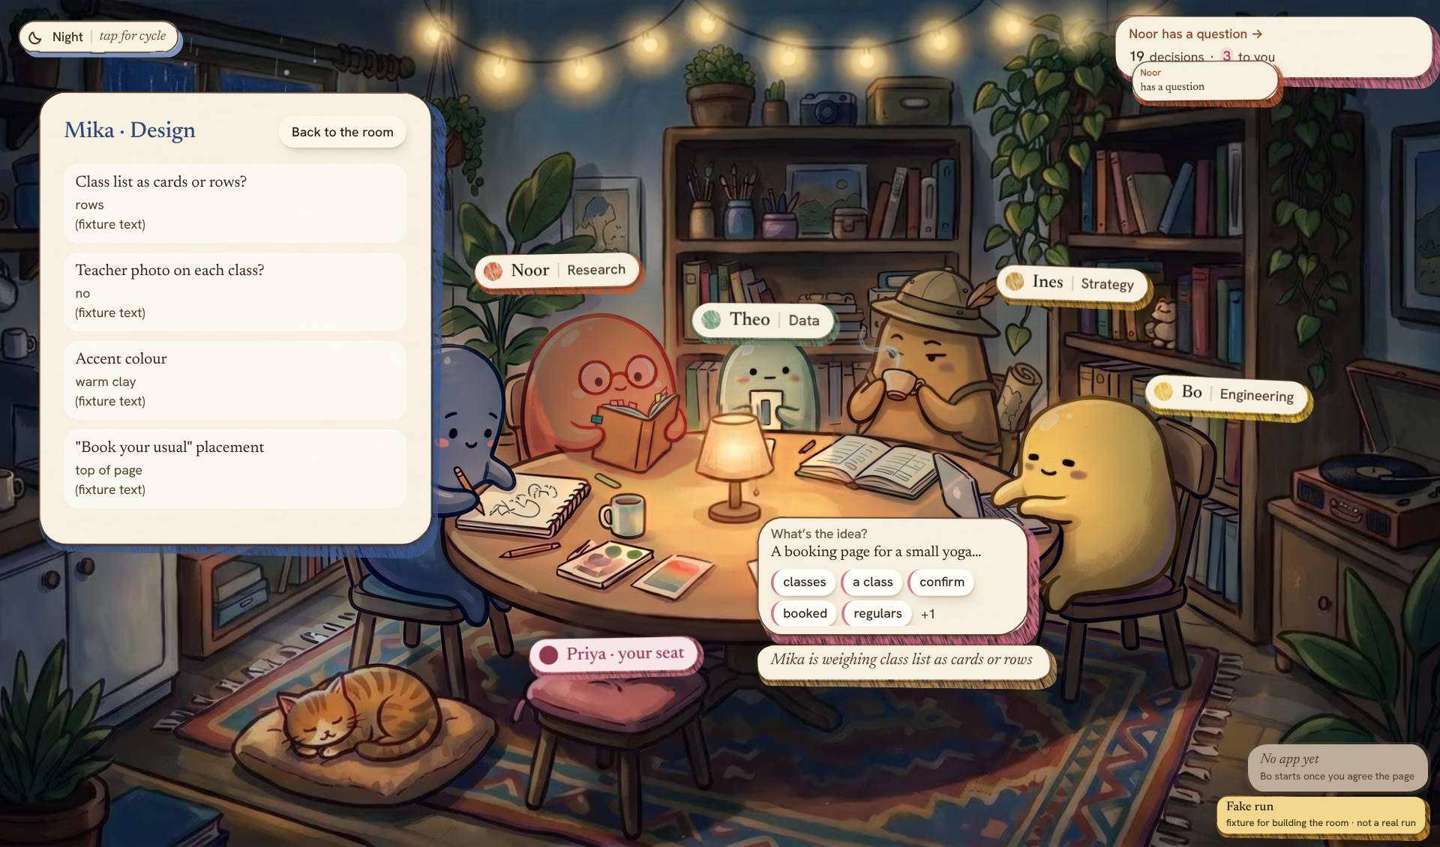 Night | tap for cycle
Noor has a question →
19 decisions · 3 to you
Noor
has a question
Mika · Design
Back to the room
Class list as cards or rows?
rows
(fixture text)
Teacher photo on each class?
no
(fixture text)
Accent colour
warm clay
(fixture text)
"Book your usual" placement
top of page
(fixture text)
Noor | Research
Theo | Data
Ines | Strategy
Bo | Engineering
What's the idea?
A booking page for a small yoga...
classes a class confirm
booked regulars +1
Mika is weighing class list as cards or rows
Priya · your seat
No app yet
Bo starts once you agree the page
Fake run
fixture for building the room · not a real run